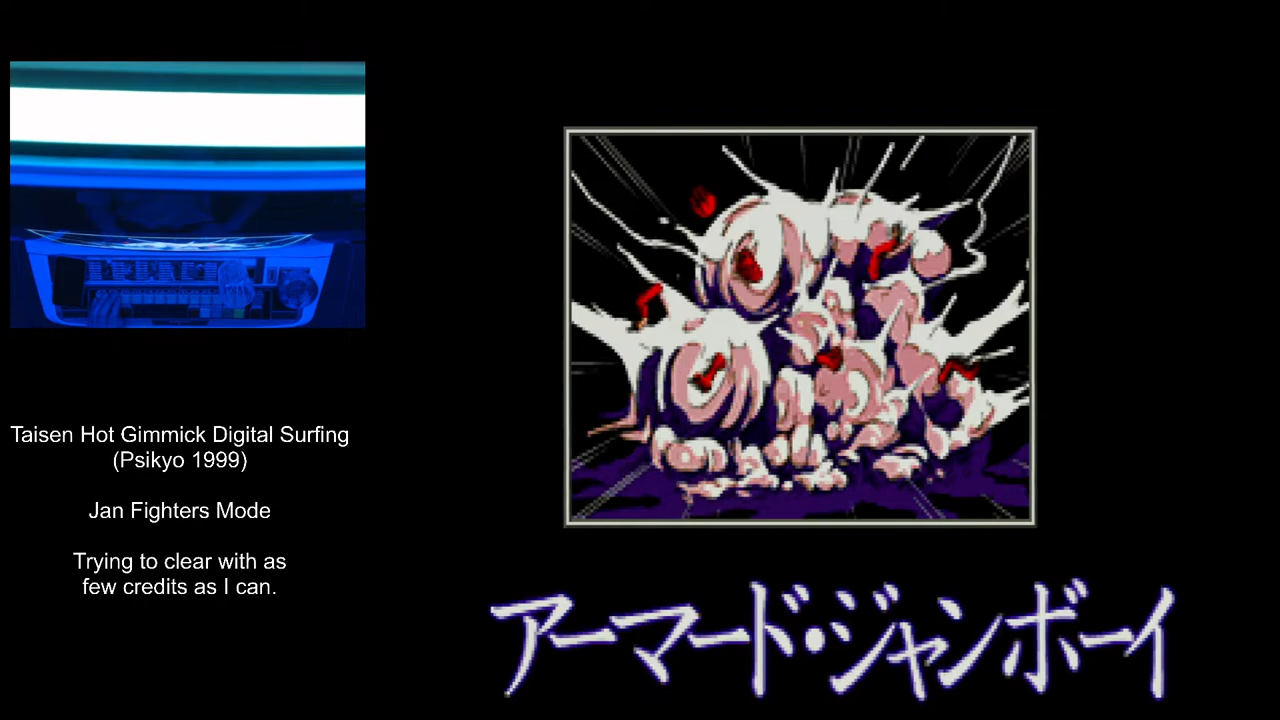 Taisen Hot Gimmick Digital Surfing
(Psikyo 1999)
Jan Fighters Mode
Trying to clear with as
few credits as I can.
アーマード・ジャンボーイ